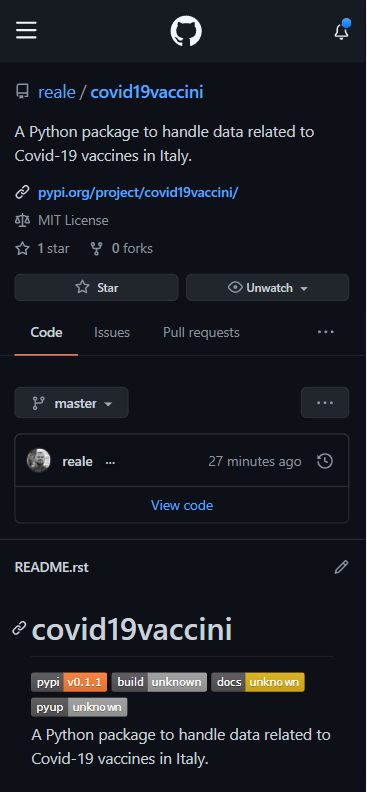 reale / covid19vaccini
A Python package to handle data related to
Covid-19 vaccines in Italy.
pypi.org/project/covid19vaccini/
MIT License
1 star 0 forks
Star Unwatch
Code Issues Pull requests ...
master ...
reale ... 27 minutes ago
View code
README.rst
covid19vaccini
pypi v0.1.1 build unknown docs unknown
pyup unknown
A Python package to handle data related to
Covid-19 vaccines in Italy.